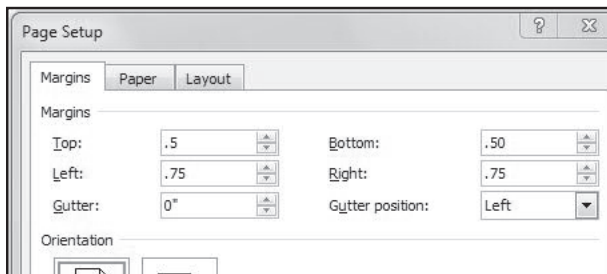 Page Setup
Margins Paper Layout
Margins
Top: .5 Bottom: .50
Left: .75 Right: .75
Gutter: 0" Gutter position: Left
Orientation